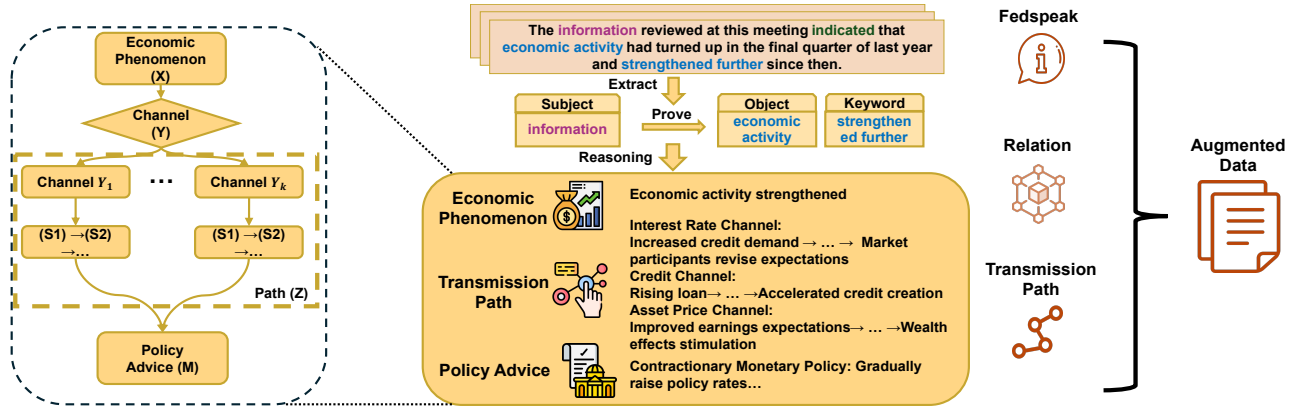 Economic
Phenomenon
(X)
Channel
(Y)
Channel Y₁
...
Channel Yₖ
(S1) →(S2)
→...
(S1) →(S2)
→...
Path (Z)
Policy
Advice (M)
The information reviewed at this meeting indicated that
economic activity had turned up in the final quarter of last year
and strengthened further since then.
Extract
Subject
information
Prove
Object
economic
activity
Keyword
strengthen
ed further
Reasoning
Economic
Phenomenon
Economic activity strengthened
Transmission
Path
Interest Rate Channel:
Increased credit demand → ... → Market
participants revise expectations
Credit Channel:
Rising loan→ ... →Accelerated credit creation
Asset Price Channel:
Improved earnings expectations→ ... →Wealth
effects stimulation
Policy Advice
Contractionary Monetary Policy: Gradually
raise policy rates...
Fedspeak
Relation
Transmission
Path
Augmented
Data